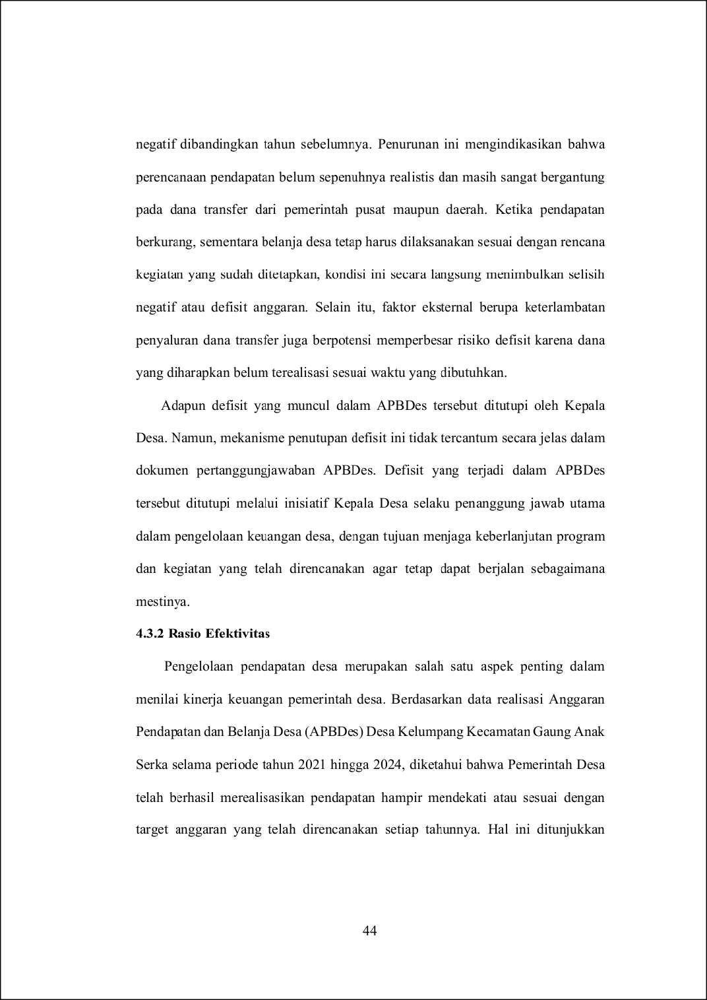 negatif dibandingkan tahun sebelumnya. Penurunan ini mengindikasikan bahwa
perencanaan pendapatan belum sepenuhnya realistis dan masih sangat bergantung
pada dana transfer dari pemerintah pusat maupun daerah. Ketika pendapatan
berkurang, sementara belanja desa tetap harus dilaksanakan sesuai dengan rencana
kegiatan yang sudah ditetapkan, kondisi ini secara langsung menimbulkan selisih
negatif atau defisit anggaran. Selain itu, faktor eksternal berupa keterlambatan
penyaluran dana transfer juga berpotensi memperbesar risiko defisit karena dana
yang diharapkan belum terealisasi sesuai waktu yang dibutuhkan.
Adapun defisit yang muncul dalam APBDes tersebut ditutupi oleh Kepala
Desa. Namun, mekanisme penutupan defisit ini tidak tercantum secara jelas dalam
dokumen pertanggungjawaban APBDes. Defisit yang terjadi dalam APBDes
tersebut ditutupi melalui inisiatif Kepala Desa selaku penanggung jawab utama
dalam pengelolaan keuangan desa, dengan tujuan menjaga keberlanjutan program
dan kegiatan yang telah direncanakan agar tetap dapat berjalan sebagaimana
mestinya.
4.3.2 Rasio Efektivitas
Pengelolaan pendapatan desa merupakan salah satu aspek penting dalam
menilai kinerja keuangan pemerintah desa. Berdasarkan data realisasi Anggaran
Pendapatan dan Belanja Desa (APBDes) Desa Kelumpang Kecamatan Gaung Anak
Serka selama periode tahun 2021 hingga 2024, diketahui bahwa Pemerintah Desa
telah berhasil merealisasikan pendapatan hampir mendekati atau sesuai dengan
target anggaran yang telah direncanakan setiap tahunnya. Hal ini ditunjukkan
44